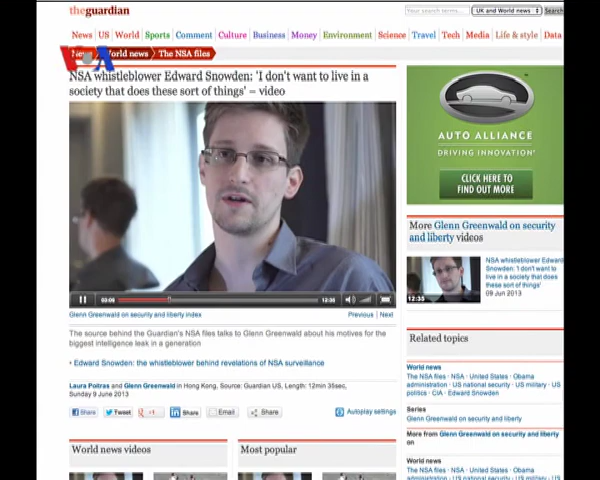 theguardian
Your search terms...
UK and World news
Search
News US World Sports Comment Culture Business Money Environment Science Travel Tech Media Life & style Data
VOA
World news The NSA files
NSA whistleblower Edward Snowden: 'I don't want to live in a
society that does these sort of things' – video
12:35
Glenn Greenwald on security and liberty index
Previous Next
The source behind the Guardian's NSA files talks to Glenn Greenwald about his motives for the
biggest intelligence leak in a generation
• Edward Snowden: the whistleblower behind revelations of NSA surveillance
Laura Poitras and Glenn Greenwald in Hong Kong, Source: Guardian US, Length: 12min 35sec,
Sunday 9 June 2013
Share Tweet +1 Share Email Share
Autoplay settings
World news videos
Most popular
AUTO ALLIANCE
DRIVING INNOVATION®
CLICK HERE TO
FIND OUT MORE
More Glenn Greenwald on security
and liberty videos
12:35
NSA whistleblower Edward
Snowden: 'I don't want to
live in a society that does
these sort of things'
09 Jun 2013
Related topics
World news
The NSA files · NSA · United States · Obama
administration · US national security · US military · US
politics · CIA · Edward Snowden
Series
Glenn Greenwald on security and liberty
More from Glenn Greenwald on security and liberty
on
World news
The NSA files · NSA · United States · Obama
administration · US national security · US military · US